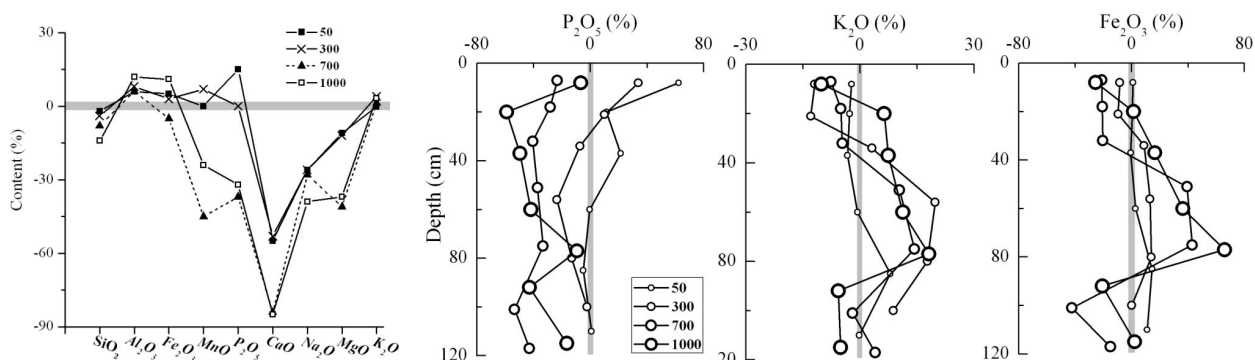 30
0
-30
-60
-90
Content (%)
50
300
700
1000
SiO2
Al2O3
Fe2O3
MnO
P2O5
CaO
Na2O
MgO
K2O
P2O5 (%)
-80 0 80
0
40
80
120
Depth (cm)
50
300
700
1000
K2O (%)
-30 0 30
0
40
80
20
Fe2O3 (%)
-80 0 80
0
40
80
120